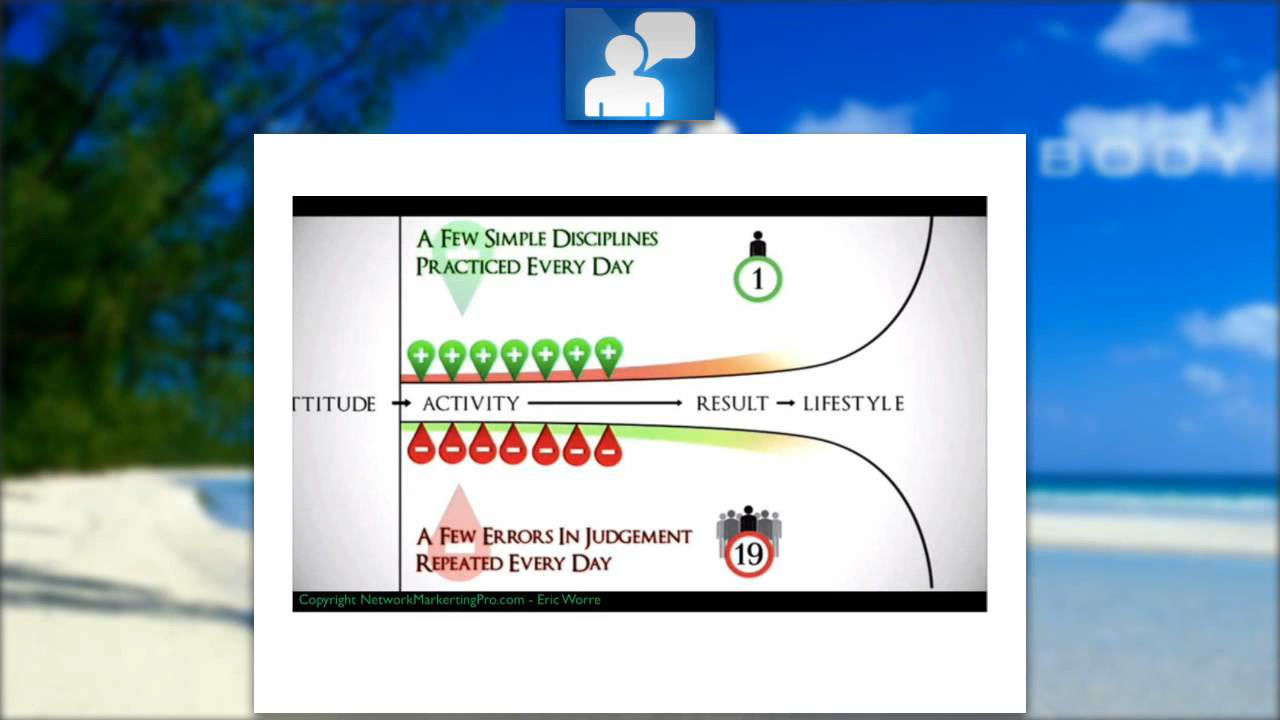 BODY
A FEW SIMPLE DISCIPLINES
PRACTICED EVERY DAY
1
TTITUDE → ACTIVITY → RESULT → LIFESTYLE
A FEW ERRORS IN JUDGEMENT
REPEATED EVERY DAY
19
Copyright NetworkMarkertingPro.com - Eric Worre